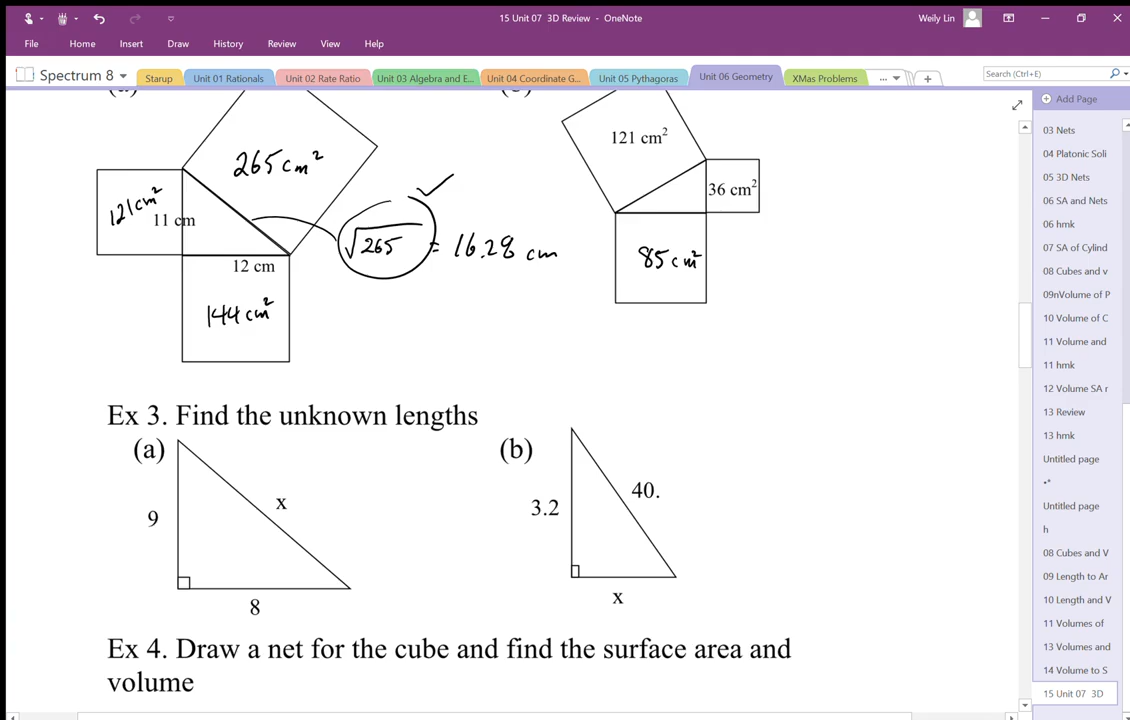 15 Unit 07 3D Review - OneNote
Weily Lin
File Home Insert Draw History Review View Help
Spectrum 8
Starup
Unit 01 Rationals
Unit 02 Rate Ratio
Unit 03 Algebra and E...
Unit 04 Coordinate G...
Unit 05 Pythagoras
Unit 06 Geometry
XMas Problems
...
Search (Ctrl+E)
265 cm²
121 cm²
11 cm
√265 = 16.28 cm
12 cm
144 cm²
121 cm²
36 cm²
85 cm²
Ex 3. Find the unknown lengths
(a)
9
x
8
(b)
3.2
40.
x
Ex 4. Draw a net for the cube and find the surface area and
volume
Add Page
03 Nets
04 Platonic Soli
05 3D Nets
06 SA and Nets
06 hmk
07 SA of Cylind
08 Cubes and v
09nVolume of P
10 Volume of C
11 Volume and
11 hmk
12 Volume SA r
13 Review
13 hmk
Untitled page
•*
Untitled page
h
08 Cubes and V
09 Length to Ar
10 Length and V
11 Volumes of
13 Volumes and
14 Volume to S
15 Unit 07 3D